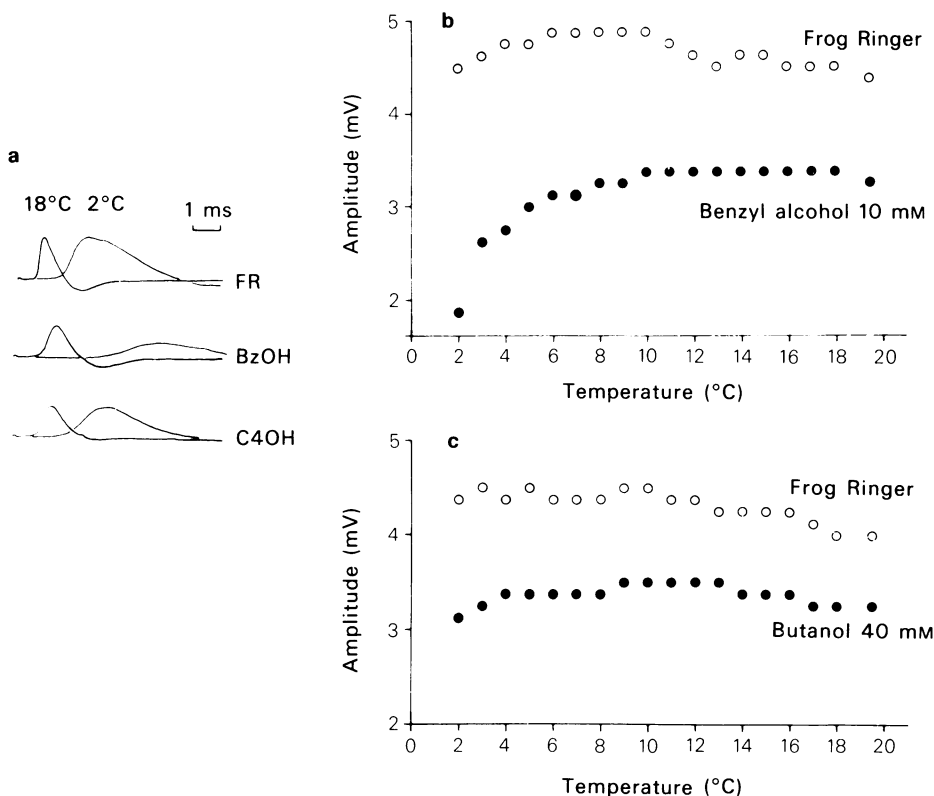 a
18°C 2°C 1 ms
FR
BzOH
C4OH
b
5
4
3
2
Amplitude (mV)
Frog Ringer
Benzyl alcohol 10 mM
0 2 4 6 8 10 12 14 16 18 20
Temperature (°C)
c
5
4
3
2
Amplitude (mV)
Frog Ringer
Butanol 40 mM
0 2 4 6 8 10 12 14 16 18 20
Temperature (°C)